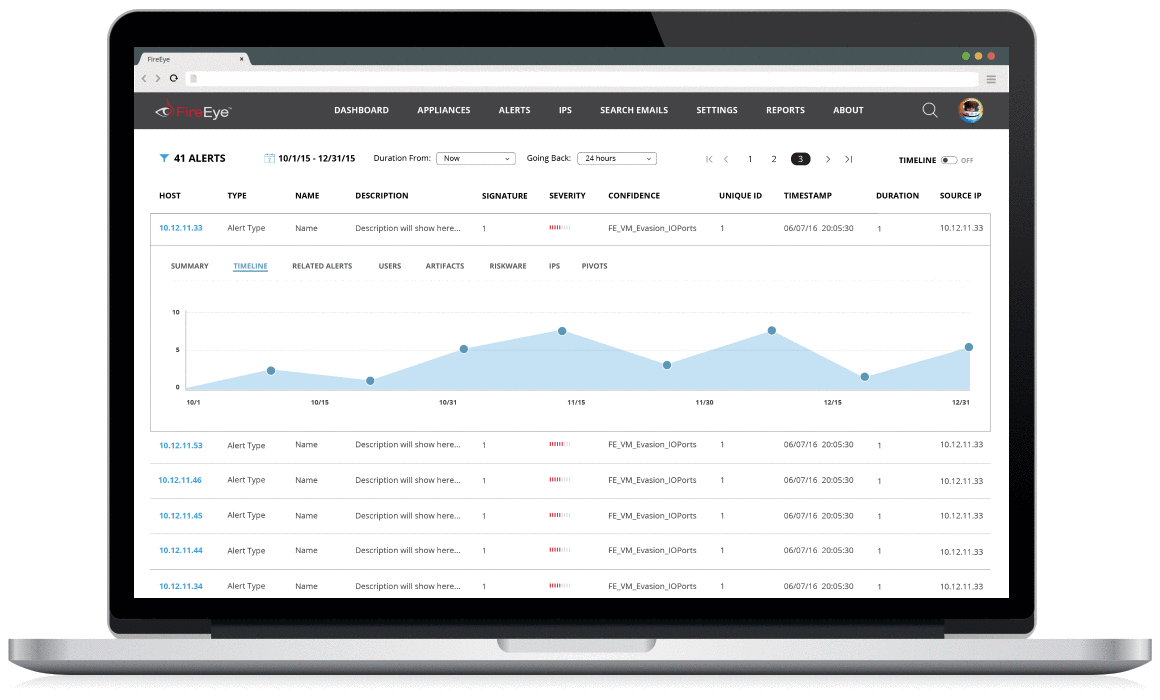 FireEye
FireEye™
DASHBOARD APPLIANCES ALERTS IPS SEARCH EMAILS SETTINGS REPORTS ABOUT
41 ALERTS 10/1/15 - 12/31/15 Duration From: Now Going Back: 24 hours 1 2 3 TIMELINE OFF
HOST TYPE NAME DESCRIPTION SIGNATURE SEVERITY CONFIDENCE UNIQUE ID TIMESTAMP DURATION SOURCE IP
10.12.11.33 Alert Type Name Description will show here... 1 FE_VM_Evasion_IOPorts 1 06/07/16 20:05:30 1 10.12.11.33
SUMMARY TIMELINE RELATED ALERTS USERS ARTIFACTS RISKWARE IPS PIVOTS
10
5
0
10/1 10/15 10/31 11/15 11/30 12/15 12/31
10.12.11.53 Alert Type Name Description will show here... 1 FE_VM_Evasion_IOPorts 1 06/07/16 20:05:30 1 10.12.11.33
10.12.11.46 Alert Type Name Description will show here... 1 FE_VM_Evasion_IOPorts 1 06/07/16 20:05:30 1 10.12.11.33
10.12.11.45 Alert Type Name Description will show here... 1 FE_VM_Evasion_IOPorts 1 06/07/16 20:05:30 1 10.12.11.33
10.12.11.44 Alert Type Name Description will show here... 1 FE_VM_Evasion_IOPorts 1 06/07/16 20:05:30 1 10.12.11.33
10.12.11.34 Alert Type Name Description will show here... 1 FE_VM_Evasion_IOPorts 1 06/07/16 20:05:30 1 10.12.11.33